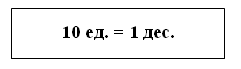 10 ед. = 1 дес.